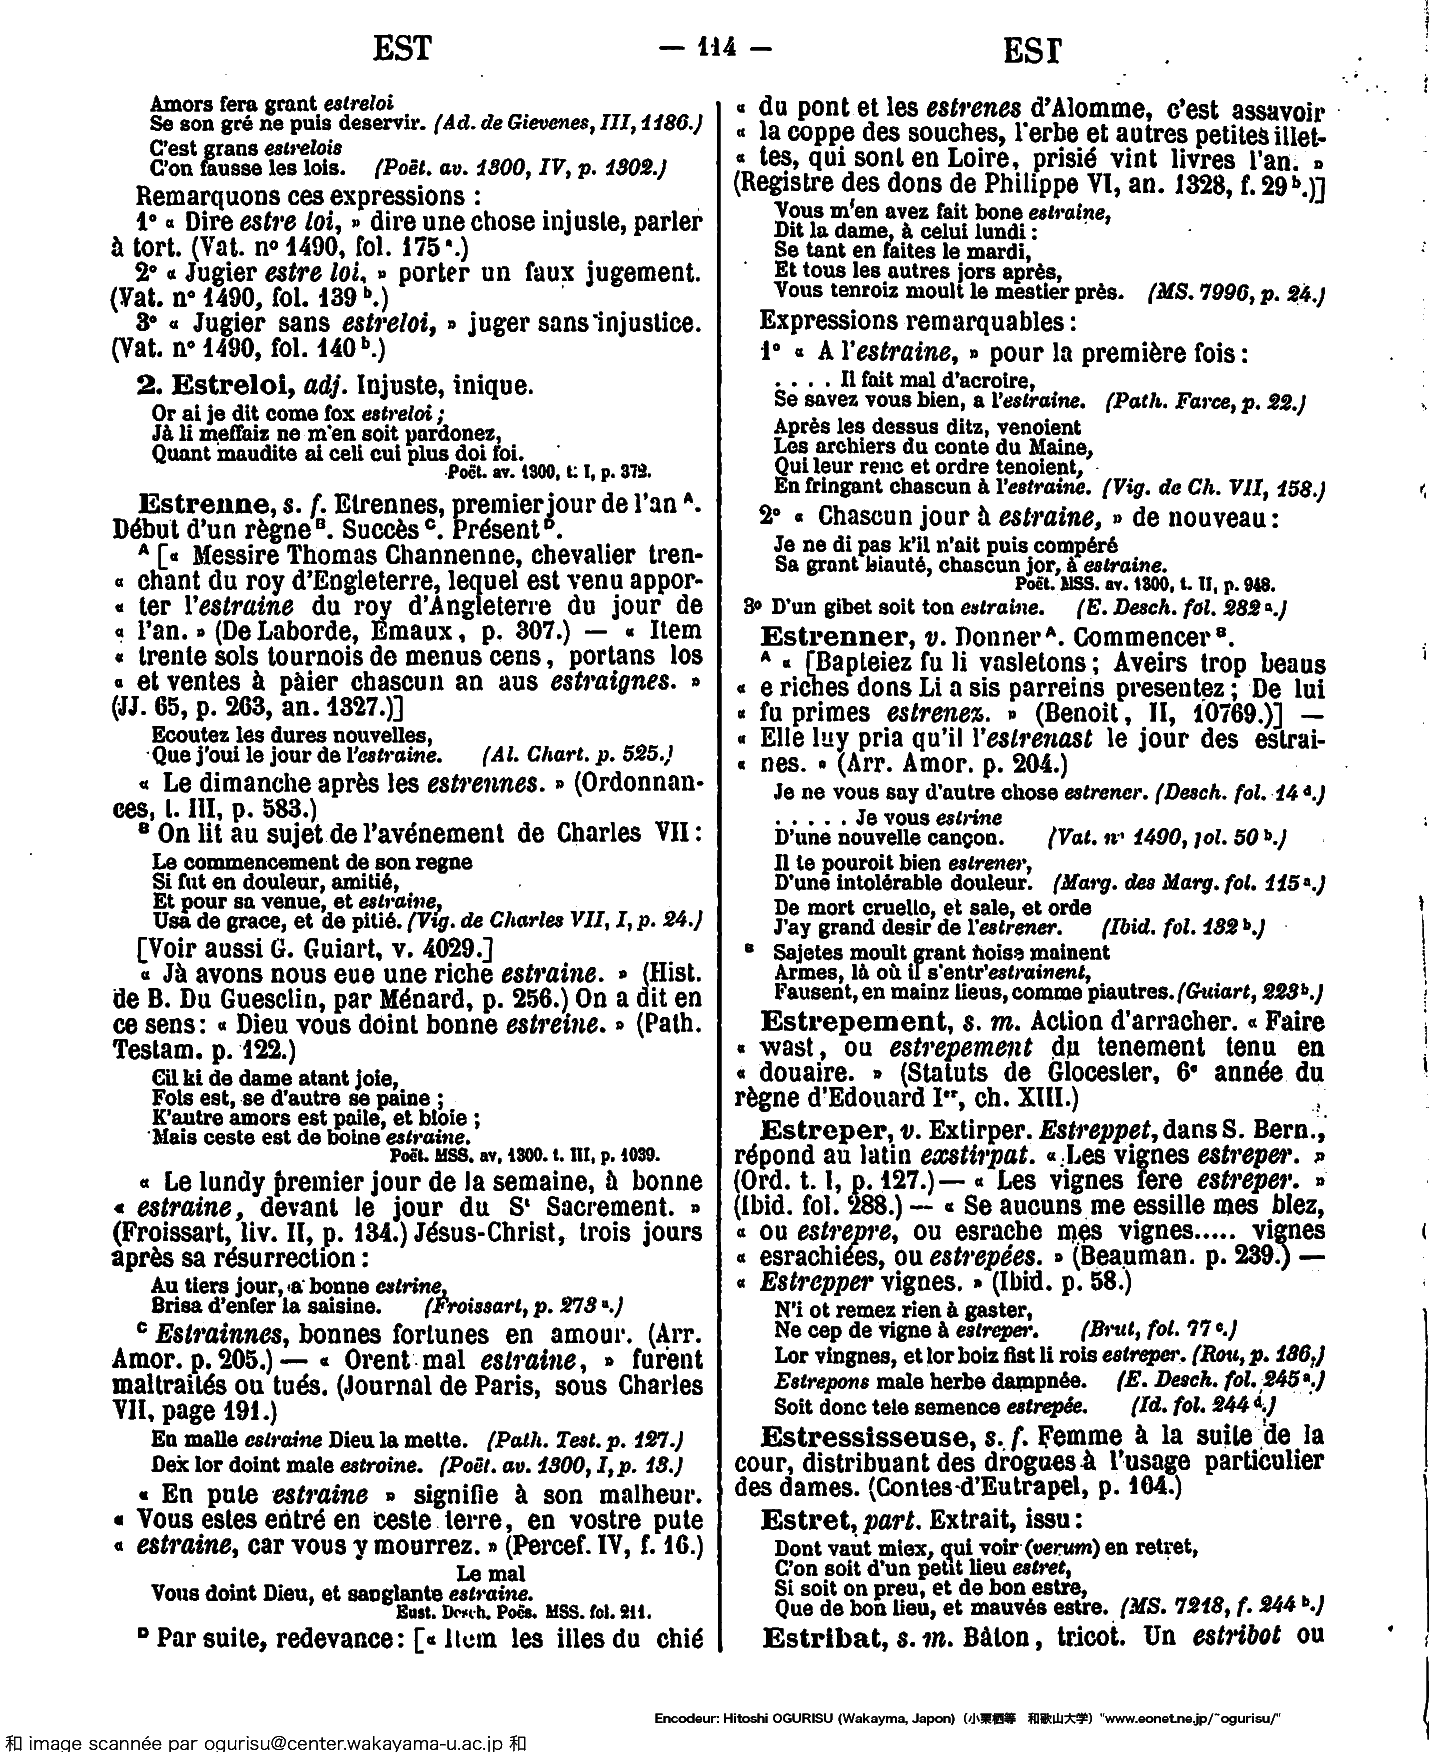 EST
— 114 —
EST
Amors fera grant estreloi
Se son gré ne puis deservir. (Ad. de Gievenes, III, 1186.)
C'est grans estrelois
C'on fausse les lois. (Poët. av. 1300, IV, p. 1302.)
Remarquons ces expressions :
1° « Dire estre loi, » dire une chose injuste, parler
à tort. (Vat. n° 1490, fol. 175 ª.)
2° « Jugier estre loi, » porter un faux jugement.
(Vat. n° 1490, fol. 139 b.)
3° « Jugier sans estreloi, » juger sans injustice.
(Vat. n° 1490, fol. 140 b.)
2. Estreloi, adj. Injuste, inique.
Or ai je dit come fox estreloi ;
Jà li meffaiz ne m'en soit pardonez,
Quant maudite ai celi cui plus doi foi.
Poët. av. 1300, t. I, p. 372.
Estrenne, s. f. Etrennes, premier jour de l'an A.
Début d'un règne B. Succès C. Présent D.
A [« Messire Thomas Channenne, chevalier tren-
« chant du roy d'Engleterre, lequel est venu appor-
« ter l'estraine du roy d'Angleterre du jour de
« l'an. » (De Laborde, Emaux, p. 307.) — « Item
« trente sols tournois de menus cens, portans los
« et ventes à paier chascun an aus estraignes. »
(JJ. 65, p. 263, an. 1327.)]
Ecoutez les dures nouvelles,
Que j'oui le jour de l'estraine. (Al. Chart. p. 525.)
« Le dimanche après les estrennes. » (Ordonnan-
ces, t. III, p. 583.)
B On lit au sujet de l'avénement de Charles VII :
Le commencement de son regne
Si fut en douleur, amitié,
Et pour sa venue, et estraine,
Usa de grace, et de pitié. (Vig. de Charles VII, I, p. 24.)
[Voir aussi G. Guiart, v. 4029.]
« Jà avons nous eue une riche estraine. » (Hist.
de B. Du Guesclin, par Ménard, p. 256.) On a dit en
ce sens : « Dieu vous doint bonne estreine. » (Path.
Testam. p. 122.)
Cil ki de dame atant joie,
Fols est, se d'autre se paine ;
K'autre amors est paile, et bloie ;
Mais ceste est de boine estraine.
Poët. MSS. av. 1300. t. III, p. 1039.
« Le lundy premier jour de la semaine, à bonne
« estraine, devant le jour du St Sacrement. »
(Froissart, liv. II, p. 134.) Jésus-Christ, trois jours
après sa résurrection :
Au tiers jour, a bonne estrine,
Brisa d'enfer la saisine. (Froissart, p. 273 ª.)
C Estrainnes, bonnes fortunes en amour. (Arr.
Amor. p. 205.) — « Orent mal estraine, » furent
maltraités ou tués. (Journal de Paris, sous Charles
VII, page 191.)
En malle estraine Dieu la mette. (Path. Test. p. 127.)
Dex lor doint male estroine. (Poët. av. 1300, I, p. 13.)
« En pute estraine » signifie à son malheur.
« Vous estes entré en ceste terre, en vostre pute
« estraine, car vous y mourrez. » (Percef. IV, f. 16.)
Le mal
Vous doint Dieu, et sanglante estraine.
Eust. Desch. Poës. MSS. fol. 211.
D Par suite, redevance : [« Item les illes du chié
« du pont et les estrenes d'Alomme, c'est assavoir
« la coppe des souches, l'erbe et autres petites illet-
« tes, qui sont en Loire, prisié vint livres l'an. »
(Registre des dons de Philippe VI, an. 1328, f. 29 b.)]
Vous m'en avez fait bone estraine,
Dit la dame, à celui lundi :
Se tant en faites le mardi,
Et tous les autres jors après,
Vous tenroiz moult le mestier près. (MS. 7996, p. 24.)
Expressions remarquables :
1° « A l'estraine, » pour la première fois :
. . . . Il fait mal d'acroire,
Se savez vous bien, a l'estraine. (Path. Farce, p. 22.)
Après les dessus ditz, venoient
Les archiers du conte du Maine,
Qui leur renc et ordre tenoient,
En fringant chascun à l'estraine. (Vig. de Ch. VII, 158.)
2° « Chascun jour à estraine, » de nouveau :
Je ne di pas k'il n'ait puis compéré
Sa grant biauté, chascun jor, à estraine.
Poët. MSS. av. 1300, t. II, p. 948.
3° D'un gibet soit ton estraine. (E. Desch. fol. 282 ª.)
Estrenner, v. Donner A. Commencer B.
A « [Bapteiez fu li vasletons ; Aveirs trop beaus
« e riches dons Li a sis parreins presentez ; De lui
« fu primes estrenez. » (Benoit, II, 10769.)] —
« Elle luy pria qu'il l'estrenast le jour des estrai-
« nes. » (Arr. Amor. p. 204.)
Je ne vous say d'autre chose estrener. (Desch. fol. 14 d.)
. . . . . Je vous estrine
D'une nouvelle cançon. (Vat. n° 1490, fol. 50 b.)
Il te pouroit bien estrener,
D'une intolérable douleur. (Marg. des Marg. fol. 115 ª.)
De mort cruelle, et sale, et orde
J'ay grand desir de l'estrener. (Ibid. fol. 132 b.)
B Sajetes moult grant noise mainent
Armes, là où il s'entr'estrainent,
Fausent, en mainz lieus, comme piautres. (Guiart, 223 b.)
Estrepement, s. m. Action d'arracher. « Faire
« wast, ou estrepement du tenement tenu en
« douaire. » (Statuts de Glocester, 6e année du
règne d'Edouard Ier, ch. XIII.)
Estreper, v. Extirper. Estreppet, dans S. Bern.,
répond au latin exstirpat. « Les vignes estreper. »
(Ord. t. I, p. 127.) — « Les vignes fere estreper. »
(Ibid. fol. 288.) — « Se aucuns me essille mes blez,
« ou estrepre, ou esrache mes vignes..... vignes
« esrachiées, ou estrepées. » (Beauman. p. 239.) —
« Estrepper vignes. » (Ibid. p. 58.)
N'i ot remez rien à gaster,
Ne cep de vigne à estreper. (Brut, fol. 77 c.)
Lor vingnes, et lor boiz fist li rois estreper. (Rou, p. 186.)
Estrepons male herbe dampnée. (E. Desch. fol. 245 ª.)
Soit donc tele semence estrepée. (Id. fol. 244 d.)
Estressisseuse, s. f. Femme à la suite de la
cour, distribuant des drogues à l'usage particulier
des dames. (Contes d'Eutrapel, p. 164.)
Estret, part. Extrait, issu :
Dont vaut miex, qui voir (verum) en retret,
C'on soit d'un petit lieu estret,
Si soit on preu, et de bon estre,
Que de bon lieu, et mauvés estre. (MS. 7218, f. 244 b.)
Estribat, s. m. Bâton, tricot. Un estribot ou
Encodeur: Hitoshi OGURISU (Wakayma, Japon) (小栗栖等 和歌山大学) "www.eonet.ne.jp/~ogurisu/"
和 image scannée par ogurisu@center.wakayama-u.ac.jp 和